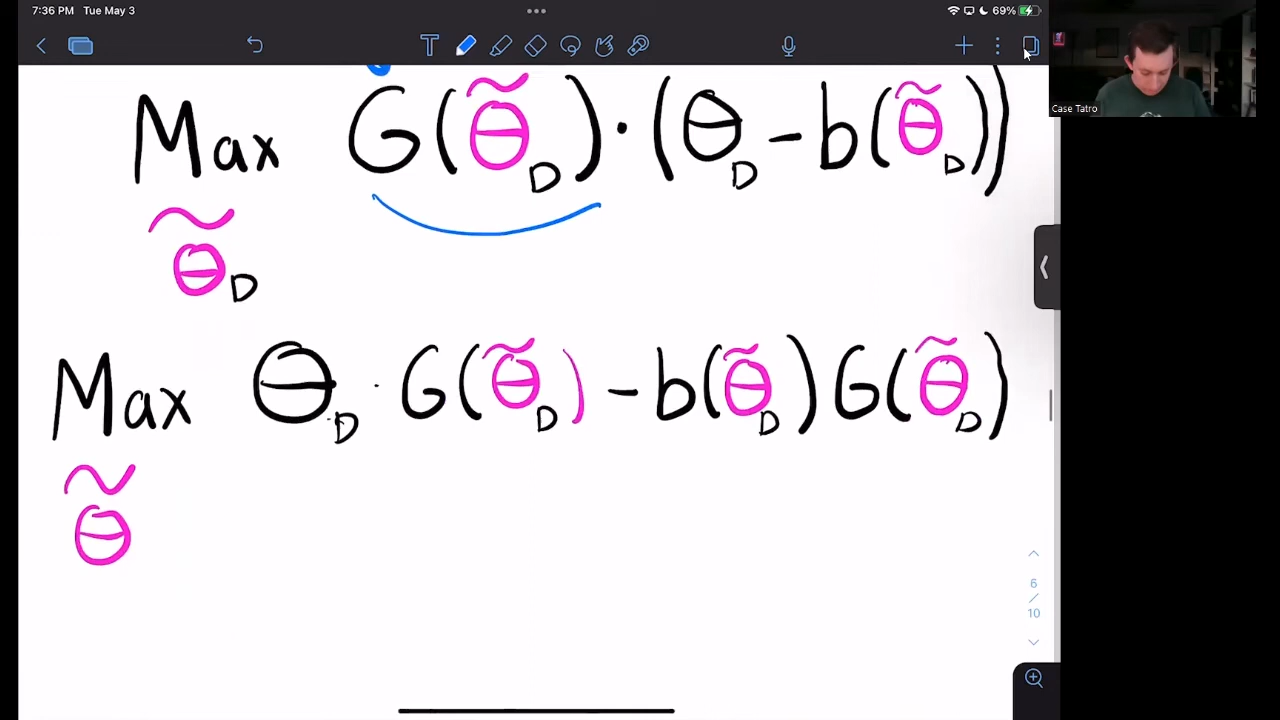 7:36 PM Tue May 3
69%
Case Tatro
Max G(θ̃_D)·(θ_D - b(θ̃_D))
θ̃_D
Max θ_D · G(θ̃_D) - b(θ̃_D)G(θ̃_D)
θ̃
6
/
10